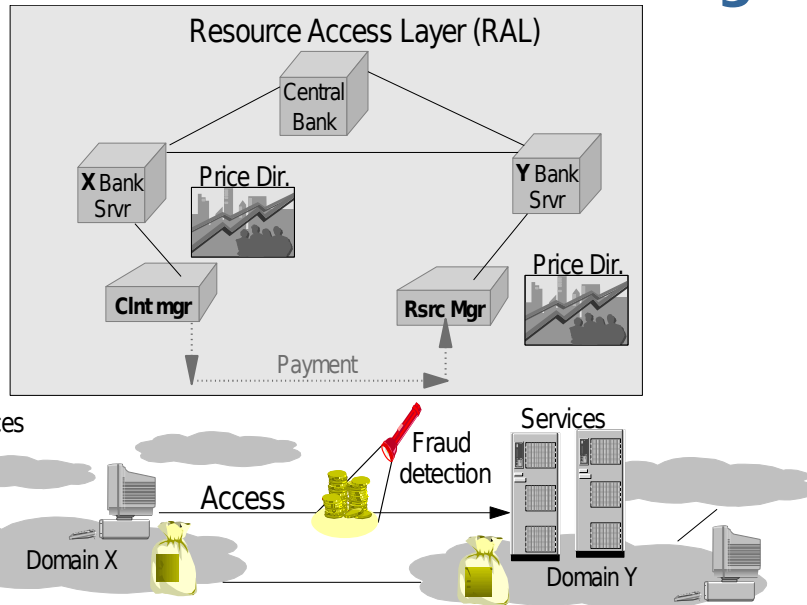 g
Resource Access Layer (RAL)
Central
Bank
X Bank
Srvr
Price Dir.
Y Bank
Srvr
Price Dir.
Clnt mgr
Rsrc Mgr
Payment
ces
Services
Fraud
detection
Access
Domain X
Domain Y